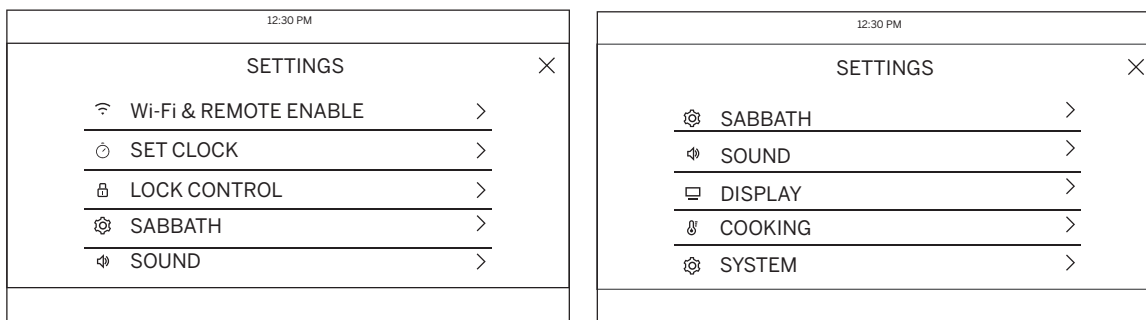 12:30 PM
SETTINGS
Wi-Fi & REMOTE ENABLE
SET CLOCK
LOCK CONTROL
SABBATH
SOUND
12:30 PM
SETTINGS
SABBATH
SOUND
DISPLAY
COOKING
SYSTEM